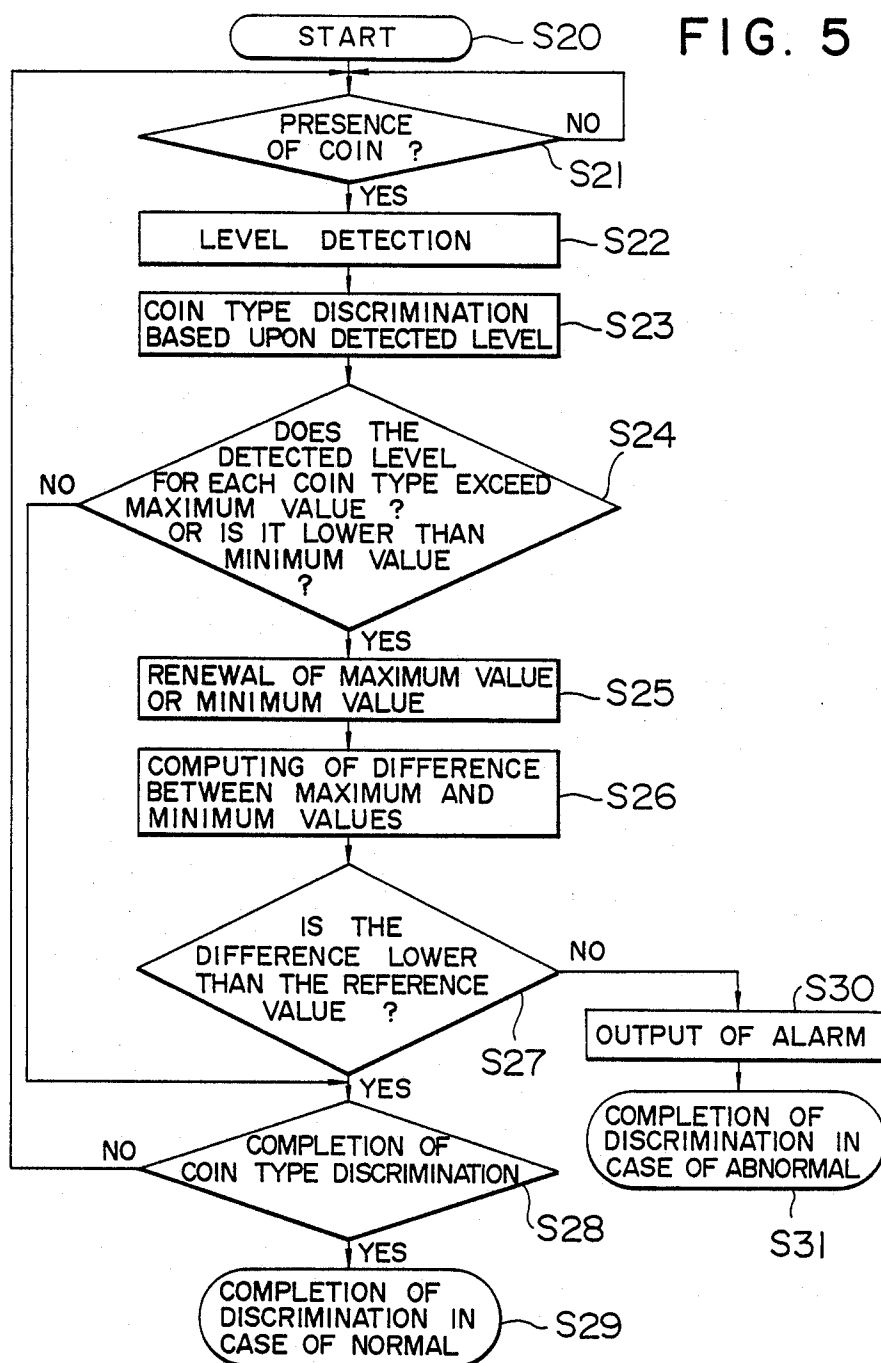 FIG. 5
START
S20
PRESENCE
OF COIN ?
NO
S21
YES
LEVEL DETECTION
S22
COIN TYPE DISCRIMINATION
BASED UPON DETECTED LEVEL
S23
DOES THE
DETECTED LEVEL
FOR EACH COIN TYPE EXCEED
MAXIMUM VALUE ?
OR IS IT LOWER THAN
MINIMUM VALUE
?
S24
NO
YES
RENEWAL OF MAXIMUM VALUE
OR MINIMUM VALUE
S25
COMPUTING OF DIFFERENCE
BETWEEN MAXIMUM AND
MINIMUM VALUES
S26
IS THE
DIFFERENCE LOWER
THAN THE REFERENCE
VALUE ?
NO
S27
YES
S30
OUTPUT OF ALARM
COMPLETION OF
DISCRIMINATION IN
CASE OF ABNORMAL
S31
NO
COMPLETION OF
COIN TYPE DISCRIMINATION
S28
YES
COMPLETION OF
DISCRIMINATION IN
CASE OF NORMAL
S29